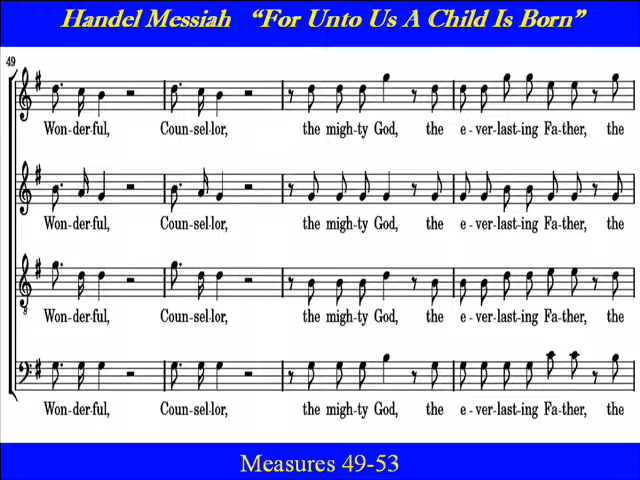 Handel Messiah "For Unto Us A Child Is Born"
49
Won-der-ful, Coun-sel-lor, the migh-ty God, the e-ver-last-ing Fa-ther, the
Won-der-ful, Coun-sel-lor, the migh-ty God, the e-ver-last-ing Fa-ther, the
8
Won-der-ful, Coun-sel-lor, the migh-ty God, the e-ver-last-ing Fa-ther, the
Won-der-ful, Coun-sel-lor, the migh-ty God, the e-ver-last-ing Fa-ther, the
Measures 49-53